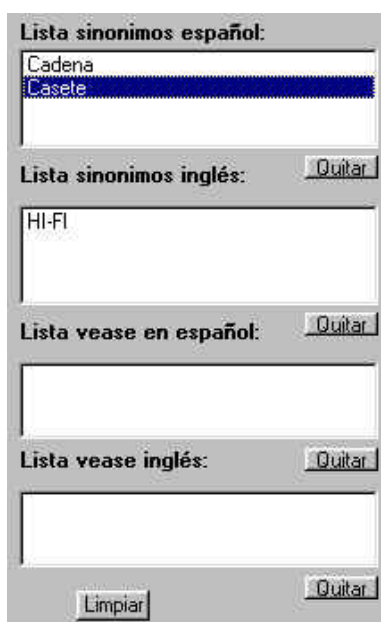 Lista sinonimos español:
Cadena
Casete
Quitar
Lista sinonimos inglés:
HI-FI
Quitar
Lista vease en español:
Lista vease inglés:
Quitar
Quitar
Limpiar